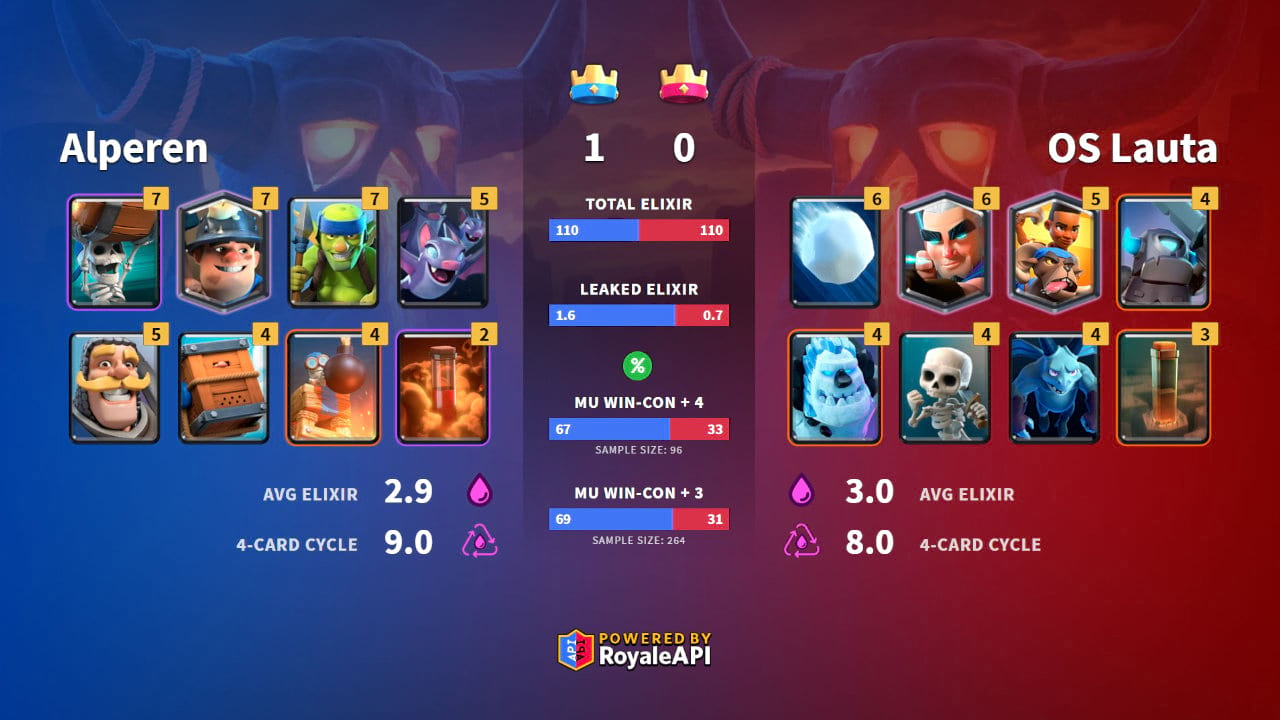 1 0
Alperen
OS Lauta
7 7 7 5
5 4 4 2
TOTAL ELIXIR
110 110
LEAKED ELIXIR
1.6 0.7
%
MU WIN-CON + 4
67 33
SAMPLE SIZE: 96
MU WIN-CON + 3
69 31
SAMPLE SIZE: 264
6 6 5 4
4 4 4 3
AVG ELIXIR 2.9
4-CARD CYCLE 9.0
3.0 AVG ELIXIR
8.0 4-CARD CYCLE
API
POWERED BY
RoyaleAPI